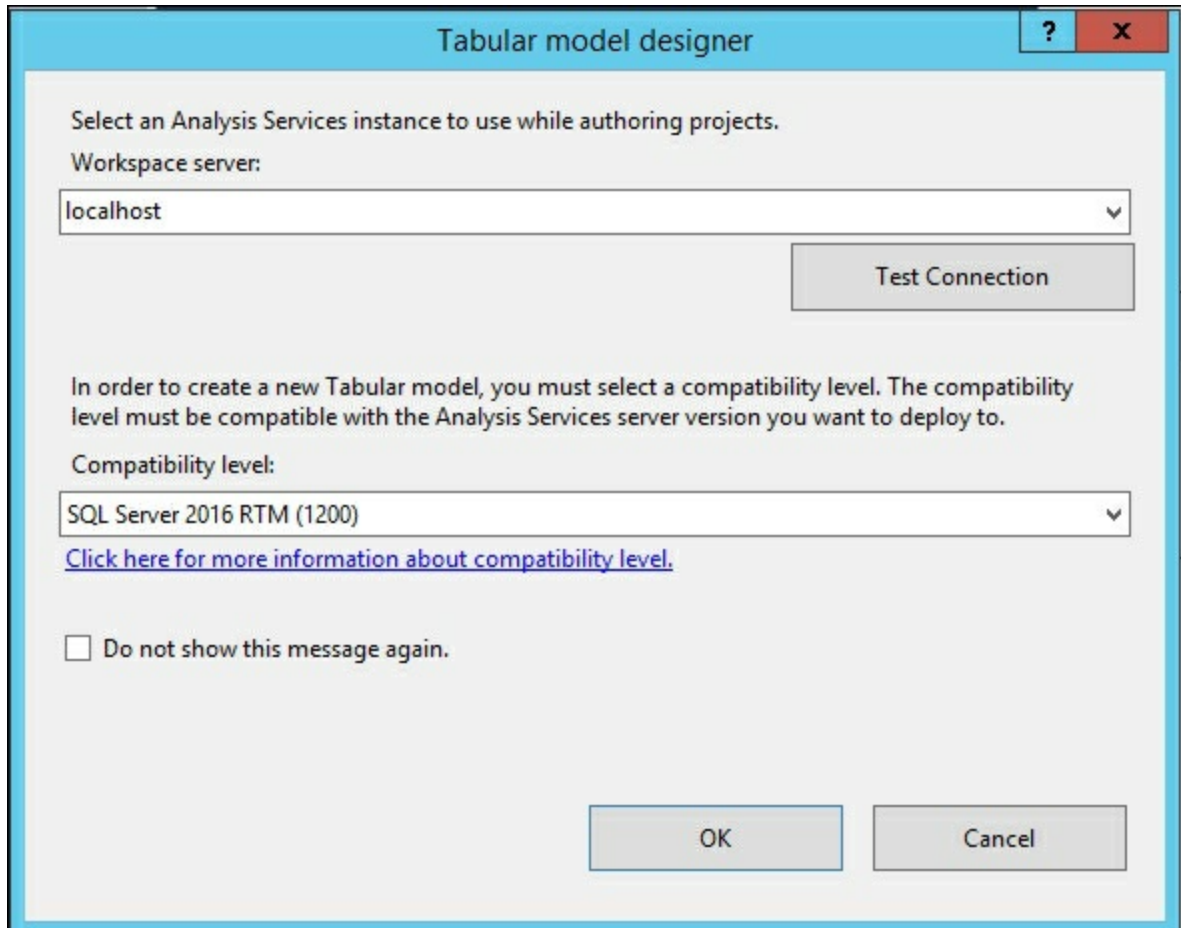 Tabular model designer
?
x
Select an Analysis Services instance to use while authoring projects.
Workspace server:
localhost
Test Connection
In order to create a new Tabular model, you must select a compatibility level. The compatibility
level must be compatible with the Analysis Services server version you want to deploy to.
Compatibility level:
SQL Server 2016 RTM (1200)
Click here for more information about compatibility level.
Do not show this message again.
OK
Cancel